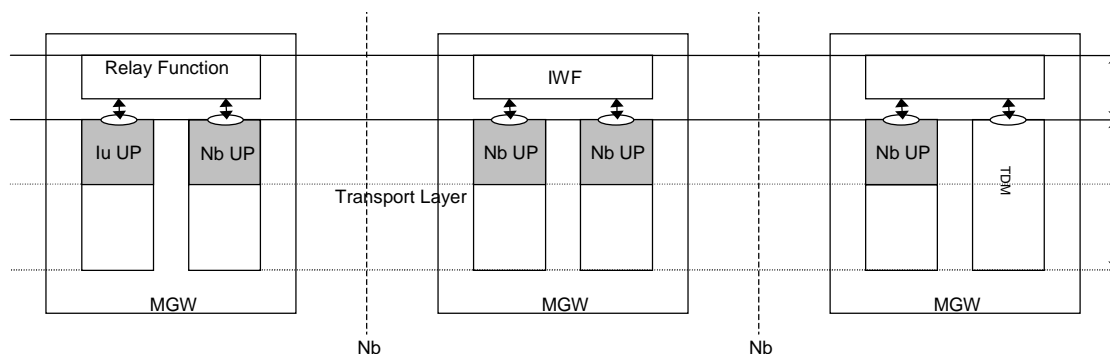 Relay Function
IWF
Iu UP
Nb UP
Nb UP
Nb UP
Nb UP
TDM
Transport Layer
MGW
MGW
MGW
Nb
Nb